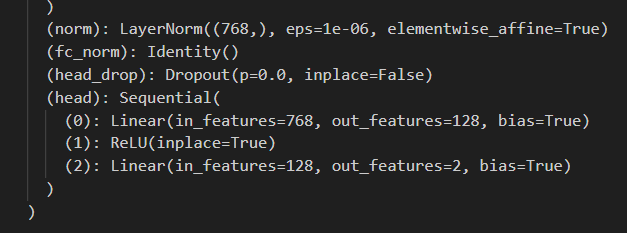 )
(norm): LayerNorm((768,), eps=1e-06, elementwise_affine=True)
(fc_norm): Identity()
(head_drop): Dropout(p=0.0, inplace=False)
(head): Sequential(
(0): Linear(in_features=768, out_features=128, bias=True)
(1): ReLU(inplace=True)
(2): Linear(in_features=128, out_features=2, bias=True)
)
)